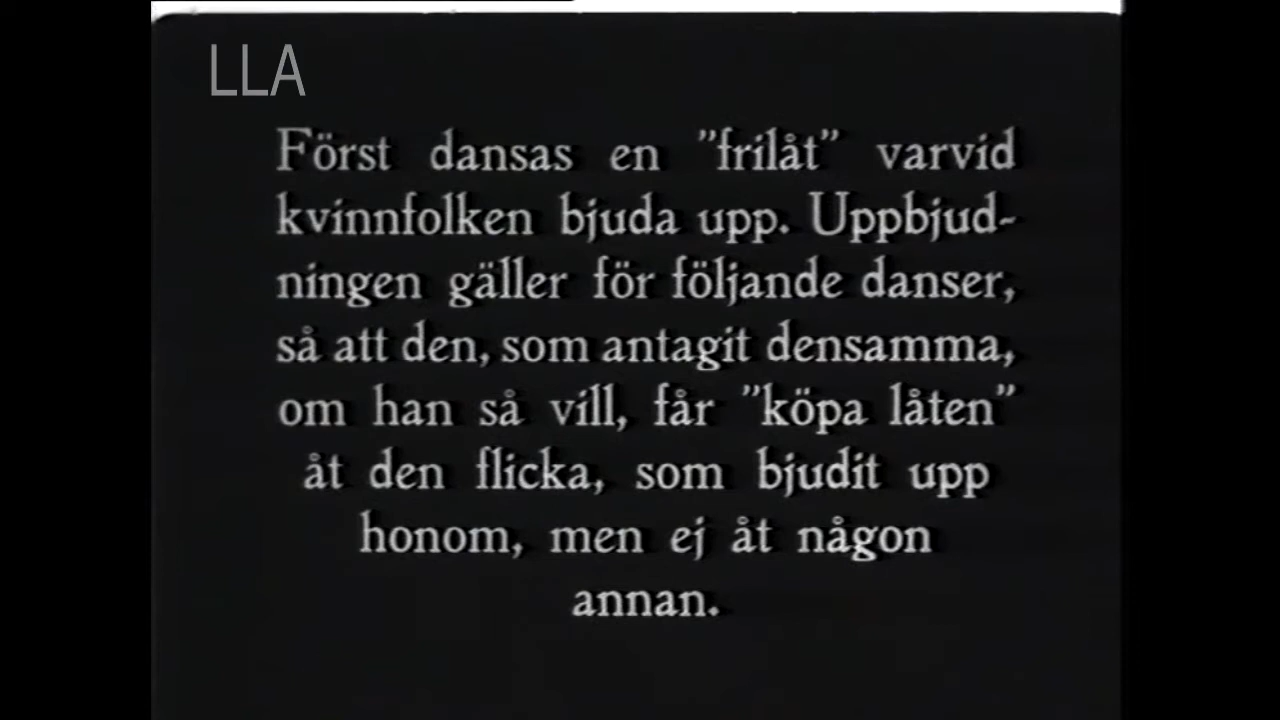 LLA
Först dansas en ”frilåt” varvid
kvinnfolken bjuda upp. Uppbjud-
ningen gäller för följande danser,
så att den, som antagit densamma,
om han så vill, får ”köpa låten”
åt den flicka, som bjudit upp
honom, men ej åt någon
annan.